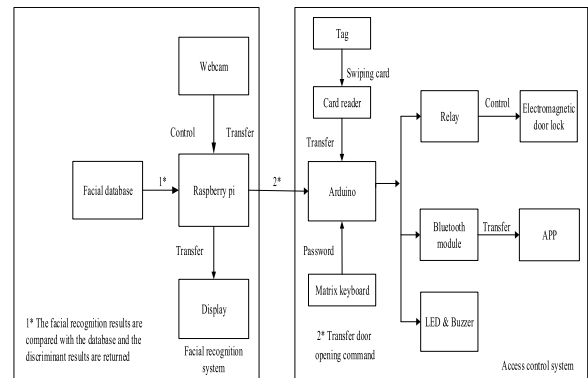 Webcam
Control
Transfer
Facial database
1*
Raspberry pi
Transfer
Display
1* The facial recognition results are
compared with the database and the
discriminant results are returned
Facial recognition
system
2*
Tag
Swiping card
Card reader
Transfer
Arduino
Password
Matrix keyboard
2* Transfer door
opening command
Relay
Control
Electromagnetic
door lock
Bluetooth
module
Transfer
APP
LED & Buzzer
Access control system